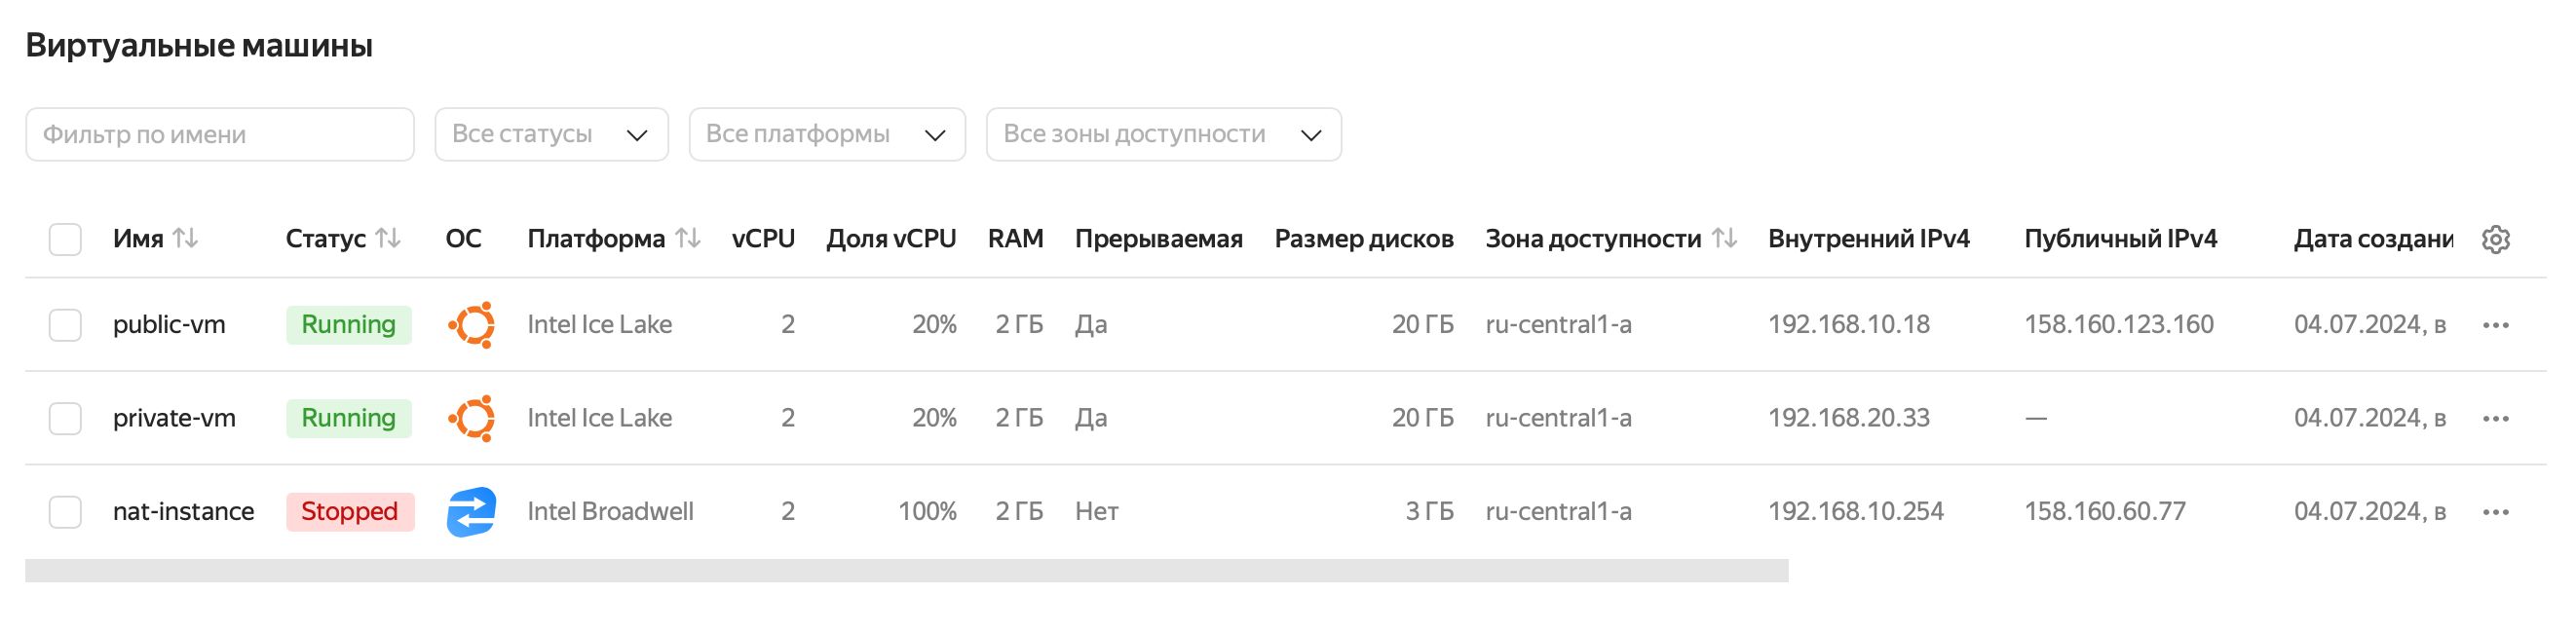 Виртуальные машины
Фильтр по имени Все статусы Все платформы Все зоны доступности
Имя Статус ОС Платформа vCPU Доля vCPU RAM Прерываемая Размер дисков Зона доступности Внутренний IPv4 Публичный IPv4 Дата создани
public-vm Running Intel Ice Lake 2 20% 2 ГБ Да 20 ГБ ru-central1-a 192.168.10.18 158.160.123.160 04.07.2024, в
private-vm Running Intel Ice Lake 2 20% 2 ГБ Да 20 ГБ ru-central1-a 192.168.20.33 — 04.07.2024, в
nat-instance Stopped Intel Broadwell 2 100% 2 ГБ Нет 3 ГБ ru-central1-a 192.168.10.254 158.160.60.77 04.07.2024, в